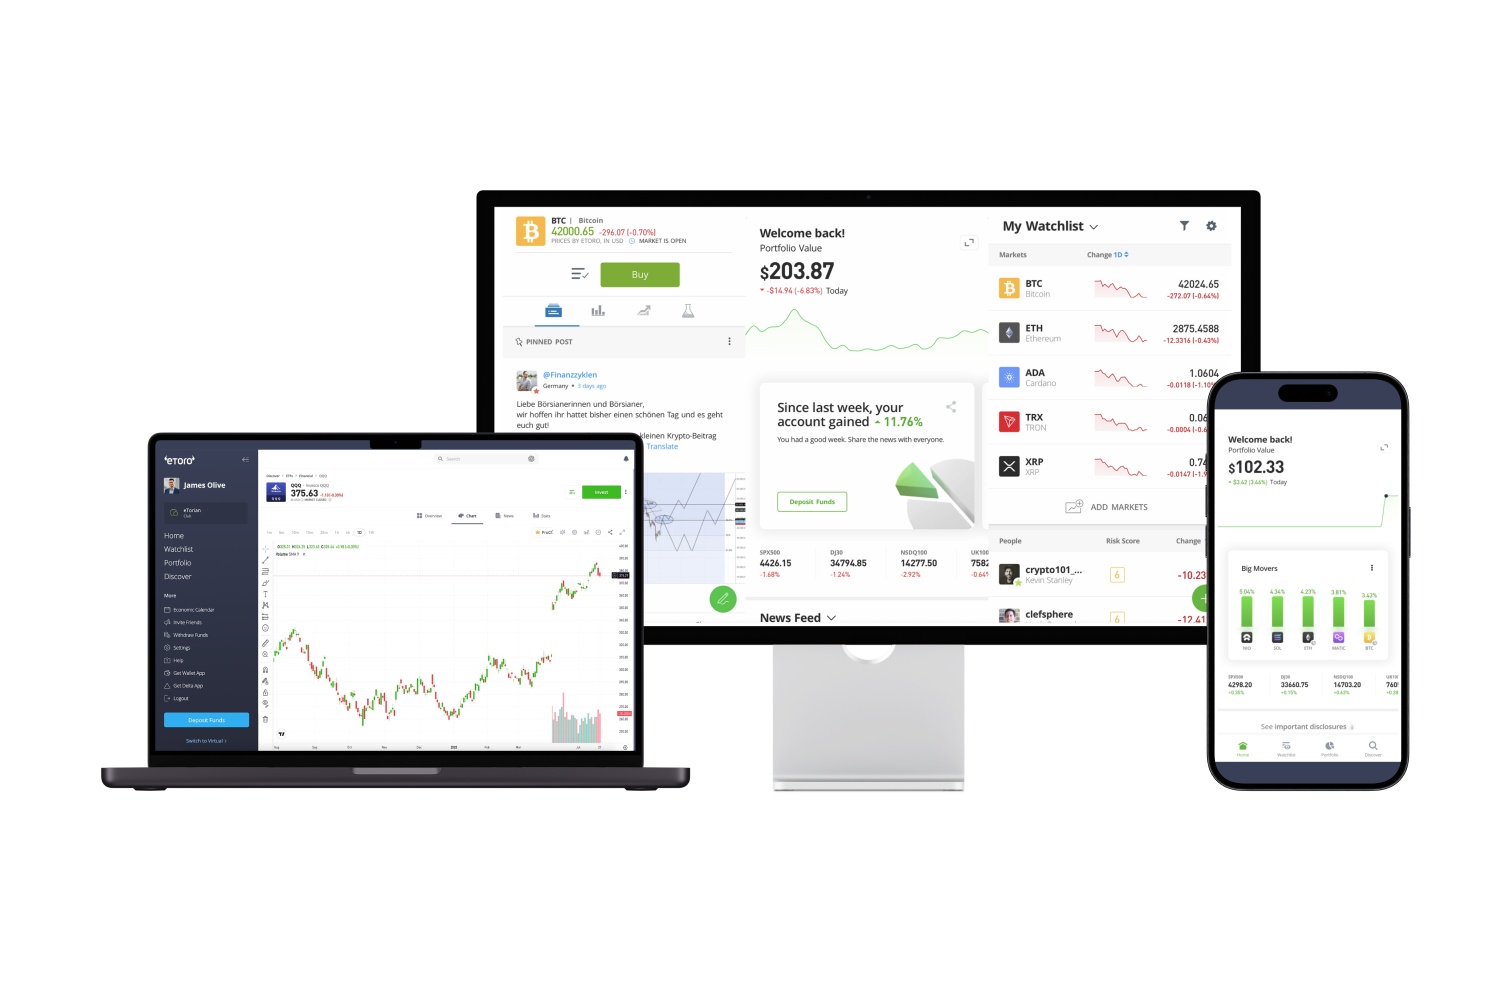 BTC | Bitcoin
42000.65 -296.07 (-0.70%)
PRICES BY ETORO, IN USD MARKET IS OPEN
Buy
PINNED POST
@Finanzzyklen
Germany • 3 days ago
Liebe Börsianerinnen und Börsianer,
wir hoffen ihr hattet bisher einen schönen Tag und es geht
euch gut!
kleinen Krypto-Beitrag
Translate
Welcome back!
Portfolio Value
$203.87
-$14.94 (-6.83%) Today
Since last week, your
account gained 11.76%
You had a good week. Share the news with everyone.
Deposit Funds
SPX500
4426.15
-1.68%
DJ30
34794.85
-1.24%
NSDQ100
14277.50
-2.92%
UK100
7582
-0.64%
News Feed
My Watchlist
Markets Change 1D
BTC 42024.65
Bitcoin -272.07 (-0.64%)
ETH 2875.4588
Ethereum -12.3316 (-0.43%)
ADA 1.0604
Cardano -0.0118 (-1.10%
TRX 0.06
TRON -0.0004 (-0.6
XRP 0.74
XRP -0.0147 (-1.9
ADD MARKETS
People Risk Score Change
crypto101_... 6 -10.23
Kevin Stanley
clefsphere 6 -12.41
eToro
James Olive
eTorian
Club
Home
Watchlist
Portfolio
Discover
More
Economic Calendar
Invite Friends
Withdraw Funds
Settings
Help
Get Wallet App
Get Delta App
Logout
Deposit Funds
Switch to Virtual >
Search
QQQ
375.63
Invest
Overview
Chart
News
Stats
1D
Volume
Welcome back!
Portfolio Value
$102.33
$3.42 (3.46%) Today
Big Movers
5.04% 4.34% 4.23% 3.81% 3.43%
NIO SOL ETH MATIC BTC
SPX500
4298.20
+0.20%
DJ30
33660.75
+0.15%
NSDQ100
14703.20
+0.42%
UK10
760
See important disclosures
Home Watchlist Portfolio Discover